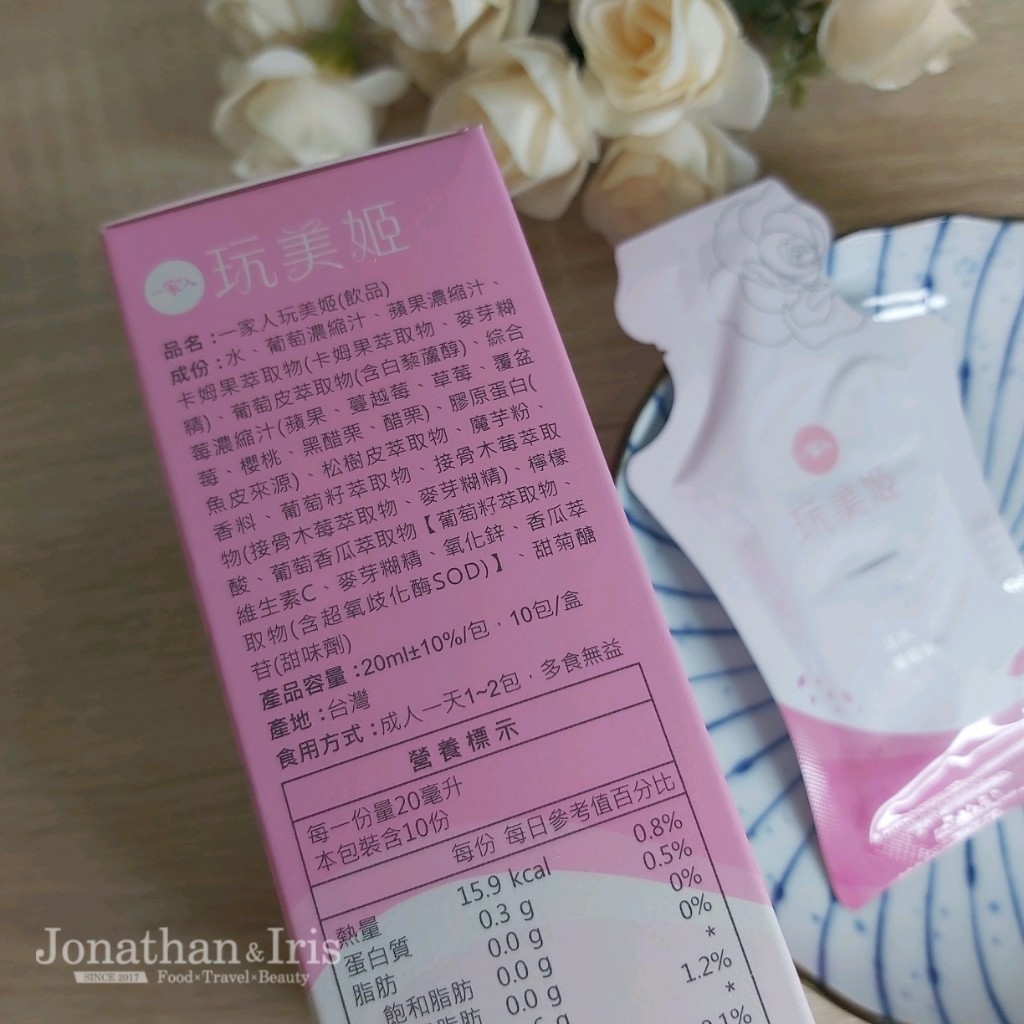 一家人
玩美姬
品名:一家人玩美姬(飲品)
成份:水、葡萄濃縮汁、蘋果濃縮汁、
卡姆果萃取物(卡姆果萃取物、麥芽糊
精)、葡萄皮萃取物(含白藜蘆醇)、綜合
莓濃縮汁(蘋果、蔓越莓、草莓、覆盆
莓、櫻桃、黑醋栗、醋栗)、膠原蛋白(
魚皮來源)、松樹皮萃取物、魔芋粉、
香料、葡萄籽萃取物、接骨木莓萃取
物(接骨木莓萃取物、麥芽糊精)、檸檬
酸、葡萄香瓜萃取物【葡萄籽萃取物、
維生素C、麥芽糊精、氧化鋅、香瓜萃
取物(含超氧歧化酶SOD)】、甜菊醣
苷(甜味劑)
產品容量:20ml±10%/包，10包/盒
產地:台灣
食用方式:成人一天1~2包，多食無益
營養標示
每一份量20毫升
本包裝含10份
每份 每日參考值百分比
熱量 15.9 kcal 0.8%
蛋白質 0.3 g 0.5%
脂肪 0.0 g 0%
飽和脂肪 0.0 g 0%
脂肪 0.0 g *
g 1.2%
*
玩美姬
Jonathan&Iris
SINCE 2017
Food×Travel×Beauty